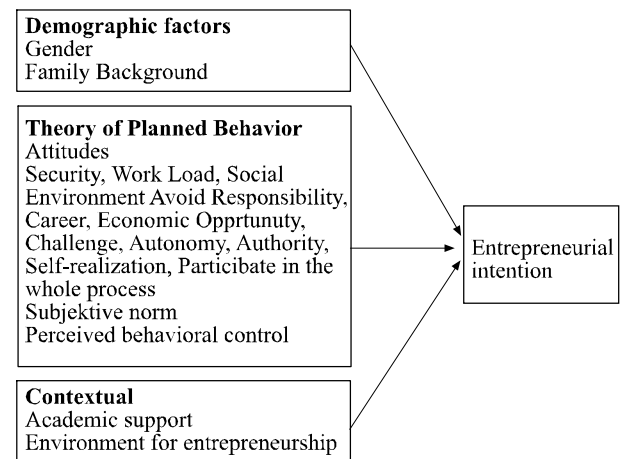 Demographic factors
Gender
Family Background
Theory of Planned Behavior
Attitudes
Security, Work Load, Social
Environment Avoid Responsibility,
Career, Economic Opprtunuty,
Challenge, Autonomy, Authority,
Self-realization, Particibate in the
whole process
Subjektive norm
Perceived behavioral control
Contextual
Academic support
Environment for entrepreneurship
Entrepreneurial
intention